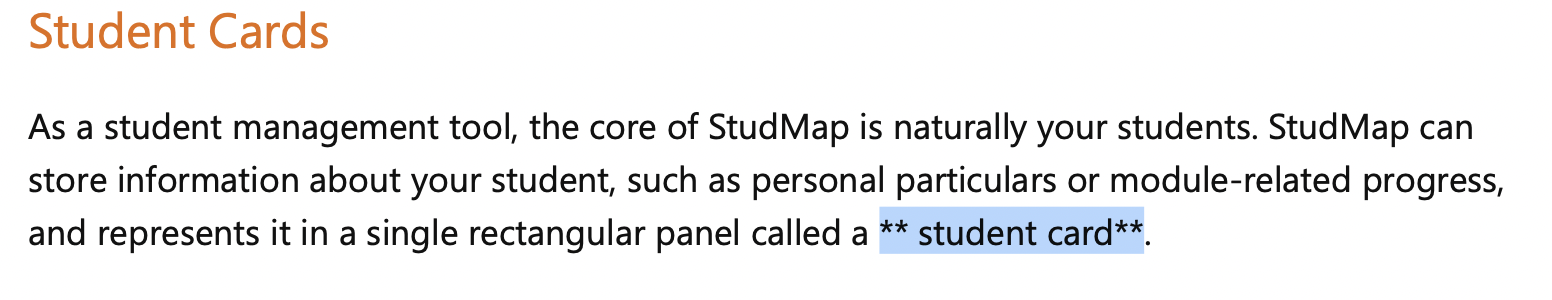 Student Cards
As a student management tool, the core of StudMap is naturally your students. StudMap can
store information about your student, such as personal particulars or module-related progress,
and represents it in a single rectangular panel called a ** student card**.